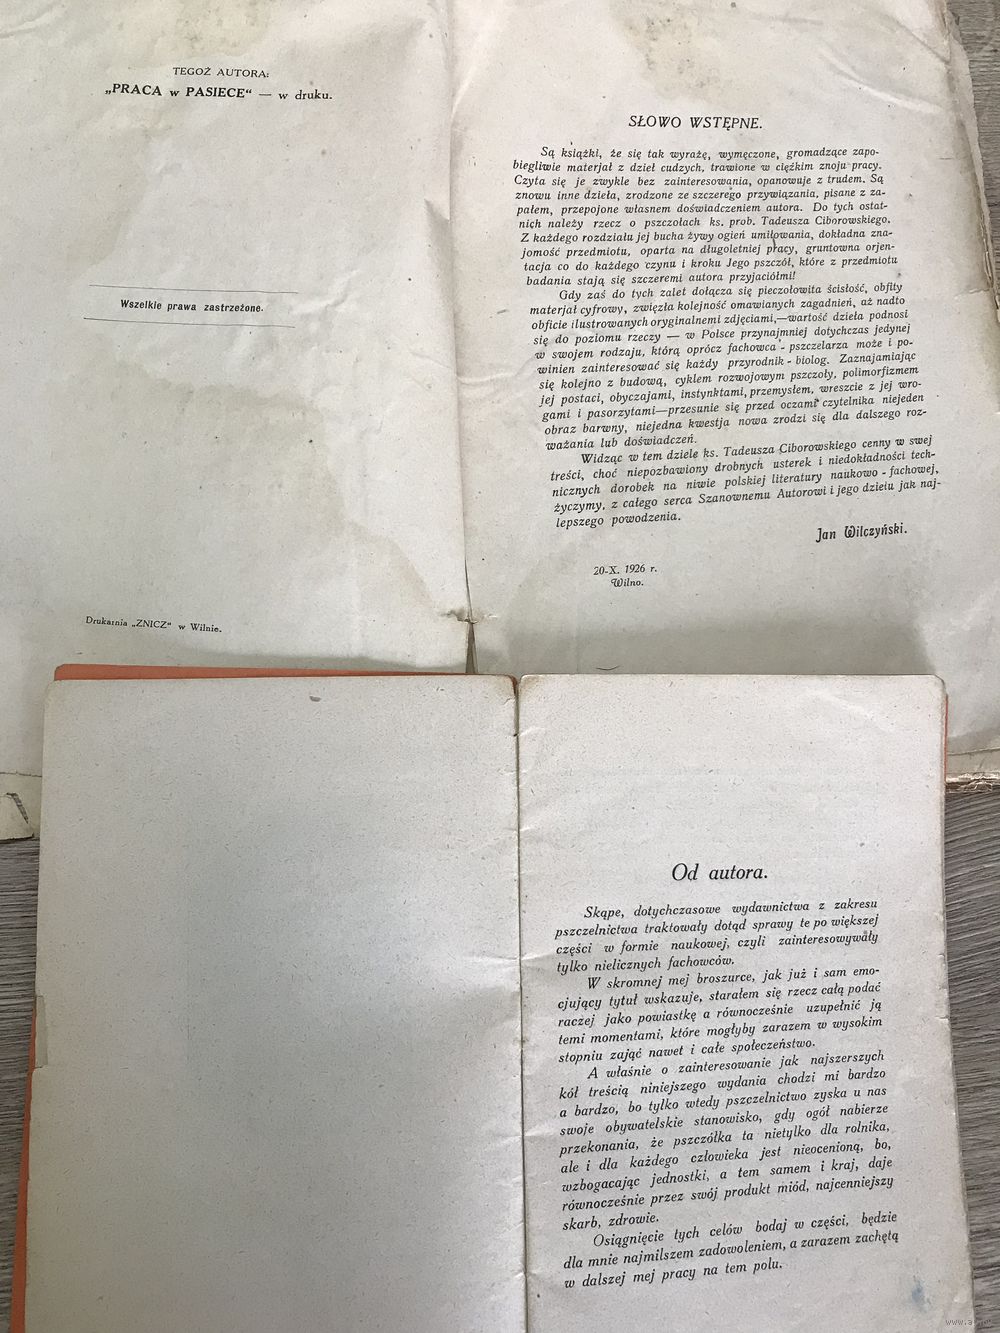 TEGOŻ AUTORA:
„PRACA w PASIECE“ — w druku.
Wszelkie prawa zastrzeżone.
Drukarnia „ZNICZ“ w Wilnie.
SŁOWO WSTĘPNE.
Są książki, że się tak wyrażę, wymęczone, gromadzące zapo-
biegliwie materjał z dzieł cudzych, trawione w ciężkim znoju pracy.
Czyta się je zwykle bez zainteresowania, opanowuje z trudem. Są
znowu inne dzieła, zrodzone ze szczerego przywiązania, pisane z za-
pałem, przepojone własnem doświadczeniem autora. Do tych ostat-
nich należy rzecz o pszczołach ks. prob. Tadeusza Ciborowskiego.
Z każdego rozdziału jej bucha żywy ogień umiłowania, dokładna zna-
jomość przedmiotu, oparta na długoletniej pracy, gruntowna orjen-
tacja co do każdego czynu i kroku Jego pszczół, które z przedmiotu
badania stają się szczeremi autora przyjaciółmi!
Gdy zaś do tych zalet dołącza się pieczołowita ścisłość, obfity
materjał cyfrowy, zwięzła kolejność omawianych zagadnień, aż nadto
obficie ilustrowanych oryginalnemi zdjęciami,—wartość dzieła podnosi
się do poziomu rzeczy — w Polsce przynajmniej dotychczas jedynej
w swojem rodzaju, którą oprócz fachowca - pszczelarza może i po-
winien zainteresować się każdy przyrodnik - biolog. Zaznajamiając
się kolejno z budową, cyklem rozwojowym pszczoły, polimorfizmem
jej postaci, obyczajami, instynktami, przemysłem, wreszcie z jej wro-
gami i pasorzytami—przesunie się przed oczami czytelnika niejeden
obraz barwny, niejedna kwestja nowa zrodzi się dla dalszego roz-
ważania lub doświadczeń.
Widząc w tem dziele ks. Tadeusza Ciborowskiego cenny w swej
treści, choć niepozbawiony drobnych usterek i niedokładności tech-
nicznych dorobek na niwie polskiej literatury naukowo - fachowej,
życzymy, z całego serca Szanownemu Autorowi i jego dziełu jak naj-
lepszego powodzenia.
Jan Wilczyński.
20-X. 1926 r.
Wilno.
Od autora.
Skąpe, dotychczasowe wydawnictwa z zakresu
pszczelnictwa traktowały dotąd sprawy te po większej
części w formie naukowej, czyli zainteresowywały
tylko nielicznych fachowców.
W skromnej mej broszurce, jak już i sam emo-
cjujący tytuł wskazuje, starałem się rzecz całą podać
raczej jako powiastkę a równocześnie uzupełnić ją
temi momentami, które mogłyby zarazem w wysokim
stopniu zająć nawet i całe społeczeństwo.
A właśnie o zainteresowanie jak najszerszych
kół treścią niniejszego wydania chodzi mi bardzo
a bardzo, bo tylko wtedy pszczelnictwo zyska u nas
swoje obywatelskie stanowisko, gdy ogół nabierze
przekonania, że pszczółka ta nietylko dla rolnika,
ale i dla każdego człowieka jest nieocenioną, bo,
wzbogacając jednostki, a tem samem i kraj, daje
równocześnie przez swój produkt miód, najcenniejszy
skarb, zdrowie.
Osiągnięcie tych celów bodaj w części, będzie
dla mnie najmilszem zadowoleniem, a zarazem zachętą
w dalszej mej pracy na tem polu.